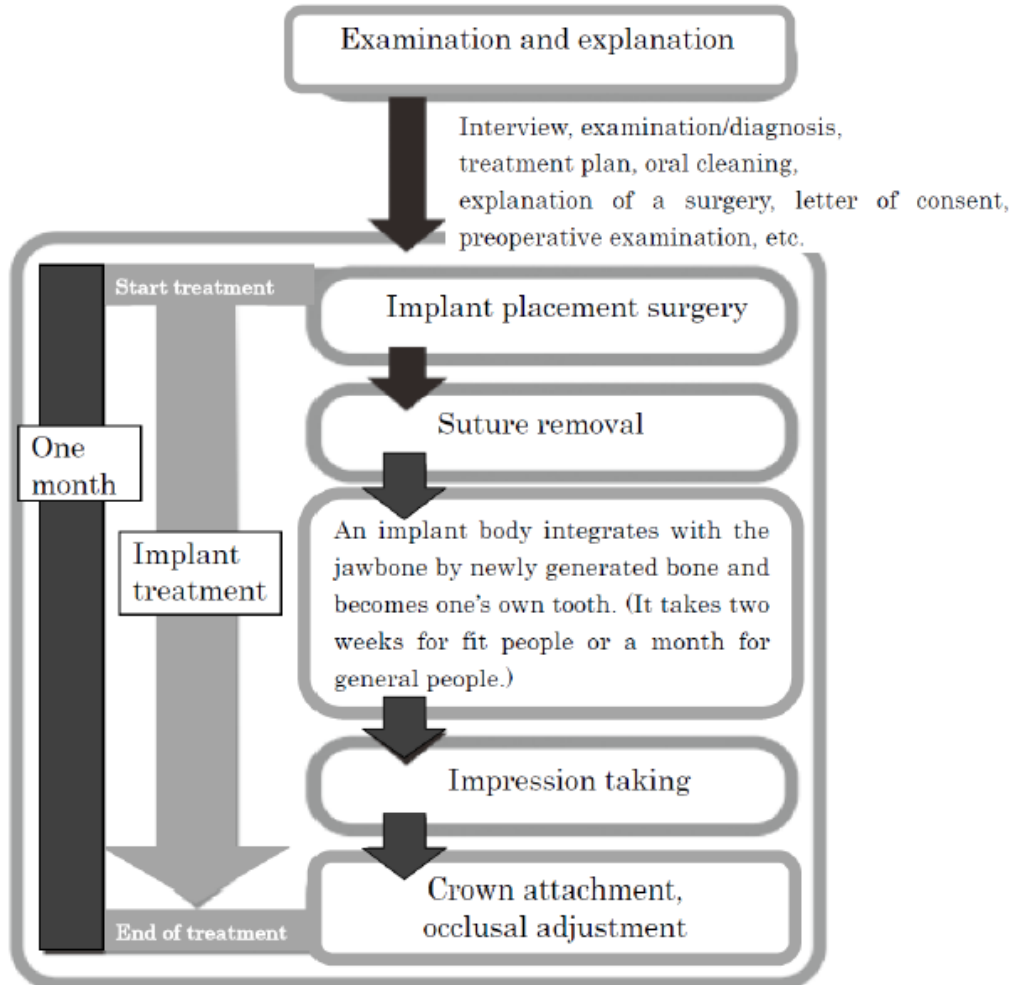 Examination and explanation
Interview, examination/diagnosis,
treatment plan, oral cleaning,
explanation of a surgery, letter of consent,
preoperative examination, etc.
Start treatment
Implant placement surgery
Suture removal
One
month
An implant body integrates with the
jawbone by newly generated bone and
becomes one's own tooth. (It takes two
weeks for fit people or a month for
general people.)
Implant
treatment
Impression taking
Crown attachment,
occlusal adjustment
End of treatment